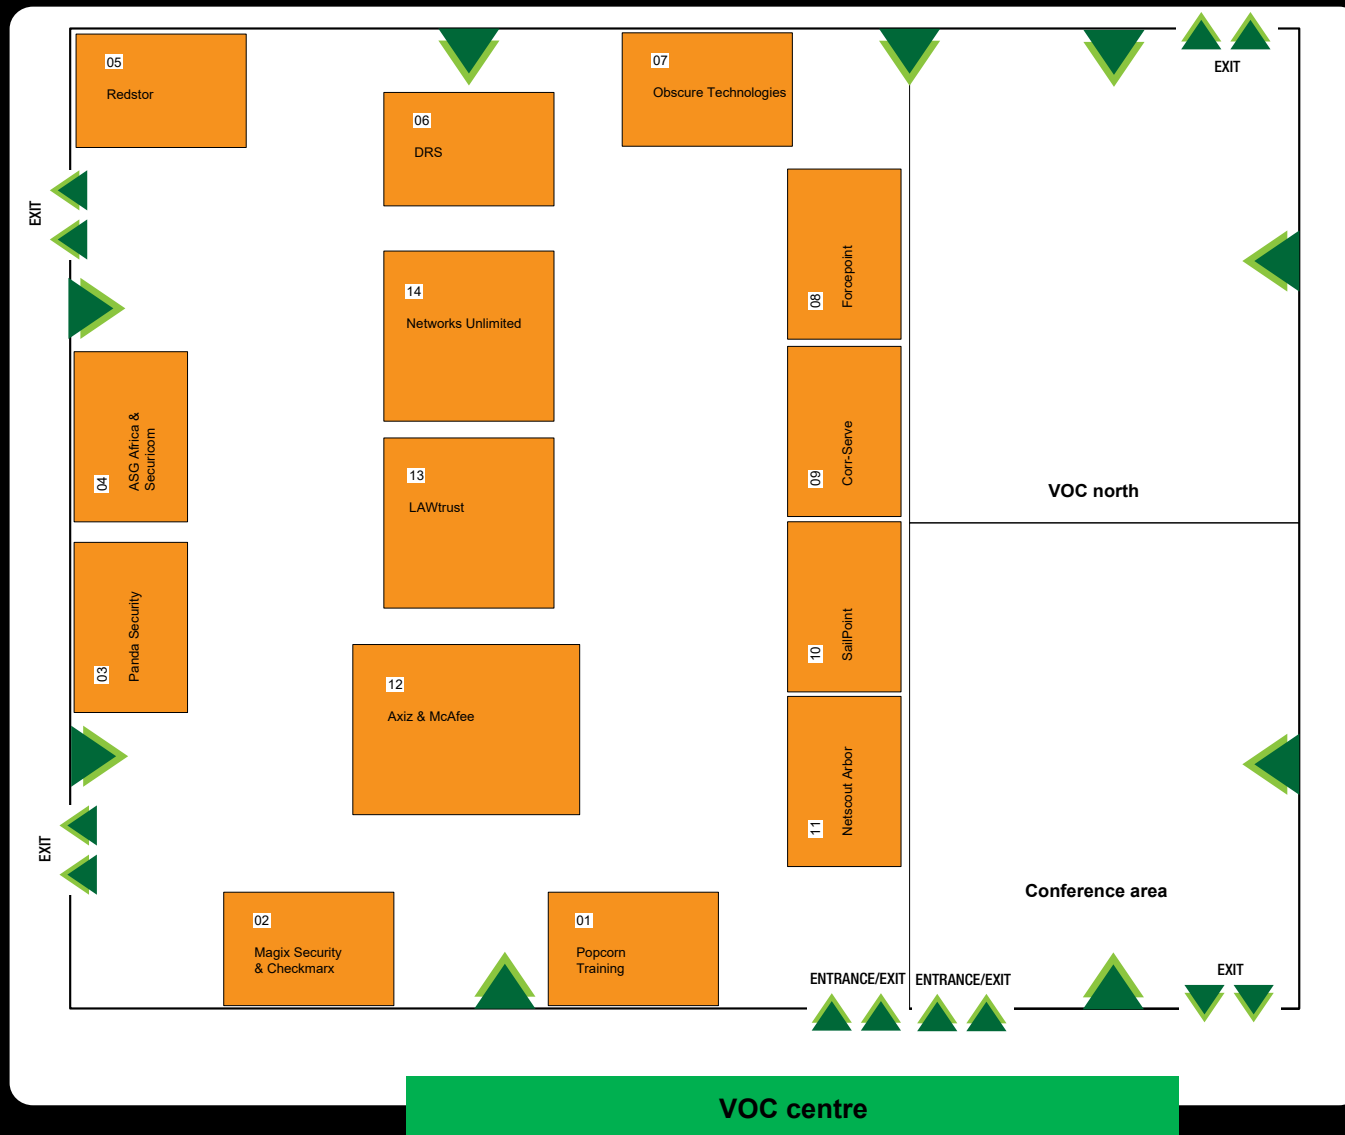 EXIT
05
Redstor
07
Obscure Technologies
06
DRS
EXIT
14
Networks Unlimited
08
Forcepoint
04
ASG Africa &
Securicom
13
LAWtrust
09
Corr-Serve
VOC north
03
Panda Security
12
Axiz & McAfee
10
SailPoint
11
Netscout Arbor
EXIT
Conference area
02
Magix Security
& Checkmarx
01
Popcorn
Training
ENTRANCE/EXIT
ENTRANCE/EXIT
EXIT
VOC centre